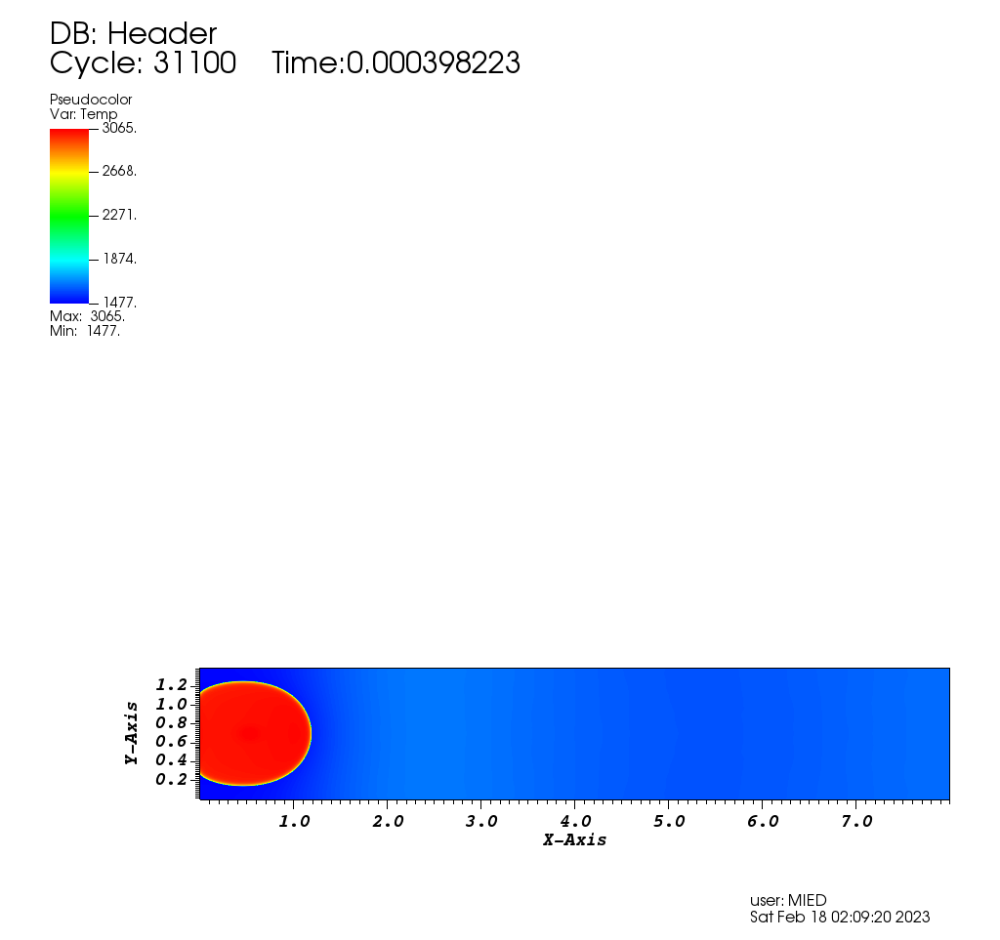 DB: Header
Cycle: 31100 Time:0.000398223
Pseudocolor
Var: Temp
3065.
2668.
2271.
1874.
1477.
Max: 3065.
Min: 1477.
1.2
1.0
0.8
0.6
0.4
0.2
Y-Axis
1.0 2.0 3.0 4.0 5.0 6.0 7.0
X-Axis
user: MIED
Sat Feb 18 02:09:20 2023